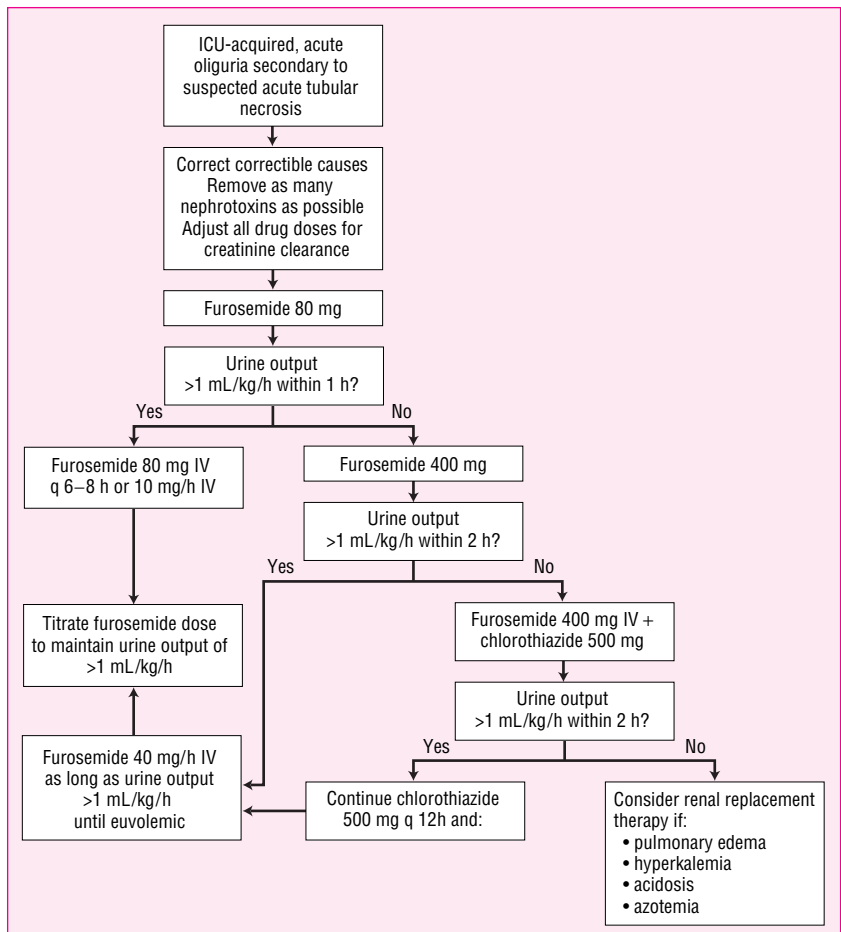 ICU-acquired, acute
oliguria secondary to
suspected acute tubular
necrosis
Correct correctible causes
Remove as many
nephrotoxins as possible
Adjust all drug doses for
creatinine clearance
Furosemide 80 mg
Urine output
>1 mL/kg/h within 1 h?
Yes
No
Furosemide 80 mg IV
q 6–8 h or 10 mg/h IV
Furosemide 400 mg
Urine output
>1 mL/kg/h within 2 h?
Yes
No
Titrate furosemide dose
to maintain urine output of
>1 mL/kg/h
Furosemide 400 mg IV +
chlorothiazide 500 mg
Urine output
>1 mL/kg/h within 2 h?
Yes
No
Furosemide 40 mg/h IV
as long as urine output
>1 mL/kg/h
until euvolemic
Continue chlorothiazide
500 mg q 12h and:
Consider renal replacement
therapy if:
• pulmonary edema
• hyperkalemia
• acidosis
• azotemia